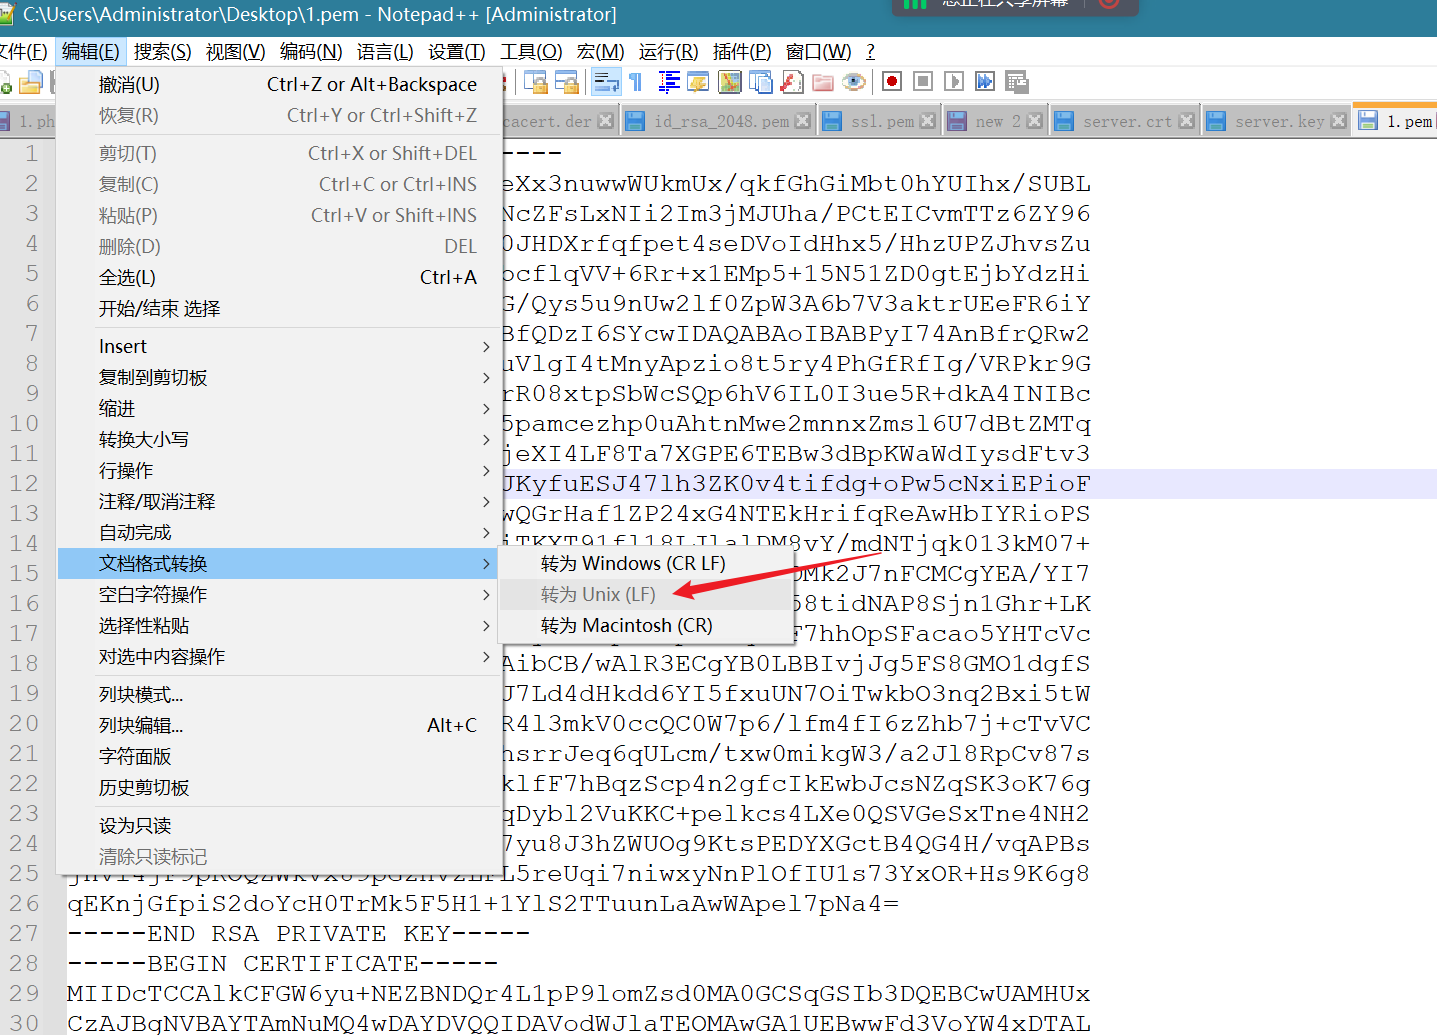 C:\Users\Administrator\Desktop\1.pem - Notepad++ [Administrator]
文件(F) 编辑(E) 搜索(S) 视图(V) 编码(N) 语言(L) 设置(T) 工具(O) 宏(M) 运行(R) 插件(P) 窗口(W) ?
1.ph cacert.der id_rsa_2048.pem ssl.pem new 2 server.crt server.key 1.pem
撤消(U) Ctrl+Z or Alt+Backspace
恢复(R) Ctrl+Y or Ctrl+Shift+Z
剪切(T) Ctrl+X or Shift+DEL
复制(C) Ctrl+C or Ctrl+INS
粘贴(P) Ctrl+V or Shift+INS
删除(D) DEL
全选(L) Ctrl+A
开始/结束 选择
Insert
复制到剪切板
缩进
转换大小写
行操作
注释/取消注释
自动完成
文档格式转换
空白字符操作
选择性粘贴
对选中内容操作
列块模式...
列块编辑... Alt+C
字符面版
历史剪切板
设为只读
清除只读标记
转为 Windows (CR LF)
转为 Unix (LF)
转为 Macintosh (CR)
1 ----
2 eXx3nuwwWUkmUx/qkfGhGiMbt0hYUIhx/SUBL
3 NcZFsLxNIi2Im3jMJUha/PCtEICvmTTz6ZY96
4 0JHDXrfqfpet4seDVoIdHhx5/HhzUPZJhvsZu
5 ocflqVV+6Rr+x1EMp5+15N51ZD0gtEjbYdzHi
6 G/Qys5u9nUw2lf0ZpW3A6b7V3aktrUEeFR6iY
7 BfQDzI6SYcwIDAQABAoIBABPyI74AnBfrQRw2
8 uVlgI4tMnyApzio8t5ry4PhGfRfIg/VRPkr9G
9 rR08xtpSbWcSQp6hV6IL0I3ue5R+dkA4INIBc
10 5pamcezhp0uAhtnMwe2mnnxZmsl6U7dBtZMTq
11 jeXI4LF8Ta7XGPE6TEBw3dBpKWaWdIysdFtv3
12 JKyfuESJ47lh3ZK0v4tifdg+oPw5cNxiEPioF
13 wQGrHaf1ZP24xG4NTEkHrifqReAwHbIYRioPS
14 iTKXT91fl18LJlalDM8vY/mdNTjqk013kM07+
15 Mk2J7nFCMCgYEA/YI7
16 58tidNAP8Sjn1Ghr+LK
17 F7hhOpSFacao5YHTcVc
18 AibCB/wAlR3ECgYB0LBBIvjJg5FS8GMO1dgfS
19 J7Ld4dHkdd6YI5fxuUN7OiTwkbO3nq2Bxi5tW
20 R4l3mkV0ccQC0W7p6/lfm4fI6zZhb7j+cTvVC
21 nsrrJeq6qULcm/txw0mikgW3/a2Jl8RpCv87s
22 klfF7hBqzScp4n2gfcIkEwbJcsNZqSK3oK76g
23 qDybl2VuKKC+pelkcs4LXe0QSVGeSxTne4NH2
24 7yu8J3hZWUOg9KtsPEDYXGctB4QG4H/vqAPBs
25 L5reUqi7niwxyNnPlOfIU1s73YxOR+Hs9K6g8
26 qEKnjGfpiS2doYcH0TrMk5F5H1+1YlS2TTuunLaAwWApel7pNa4=
27 -----END RSA PRIVATE KEY-----
28 -----BEGIN CERTIFICATE-----
29 MIIDcTCCAlkCFGW6yu+NEZBNDQr4L1pP9lomZsd0MA0GCSqGSIb3DQEBCwUAMHUx
30 CzAJBgNVBAYTAmNuMQ4wDAYDVQQIDAVodWJlaTEOMAwGA1UEBwwFd3VoYW4xDTAL